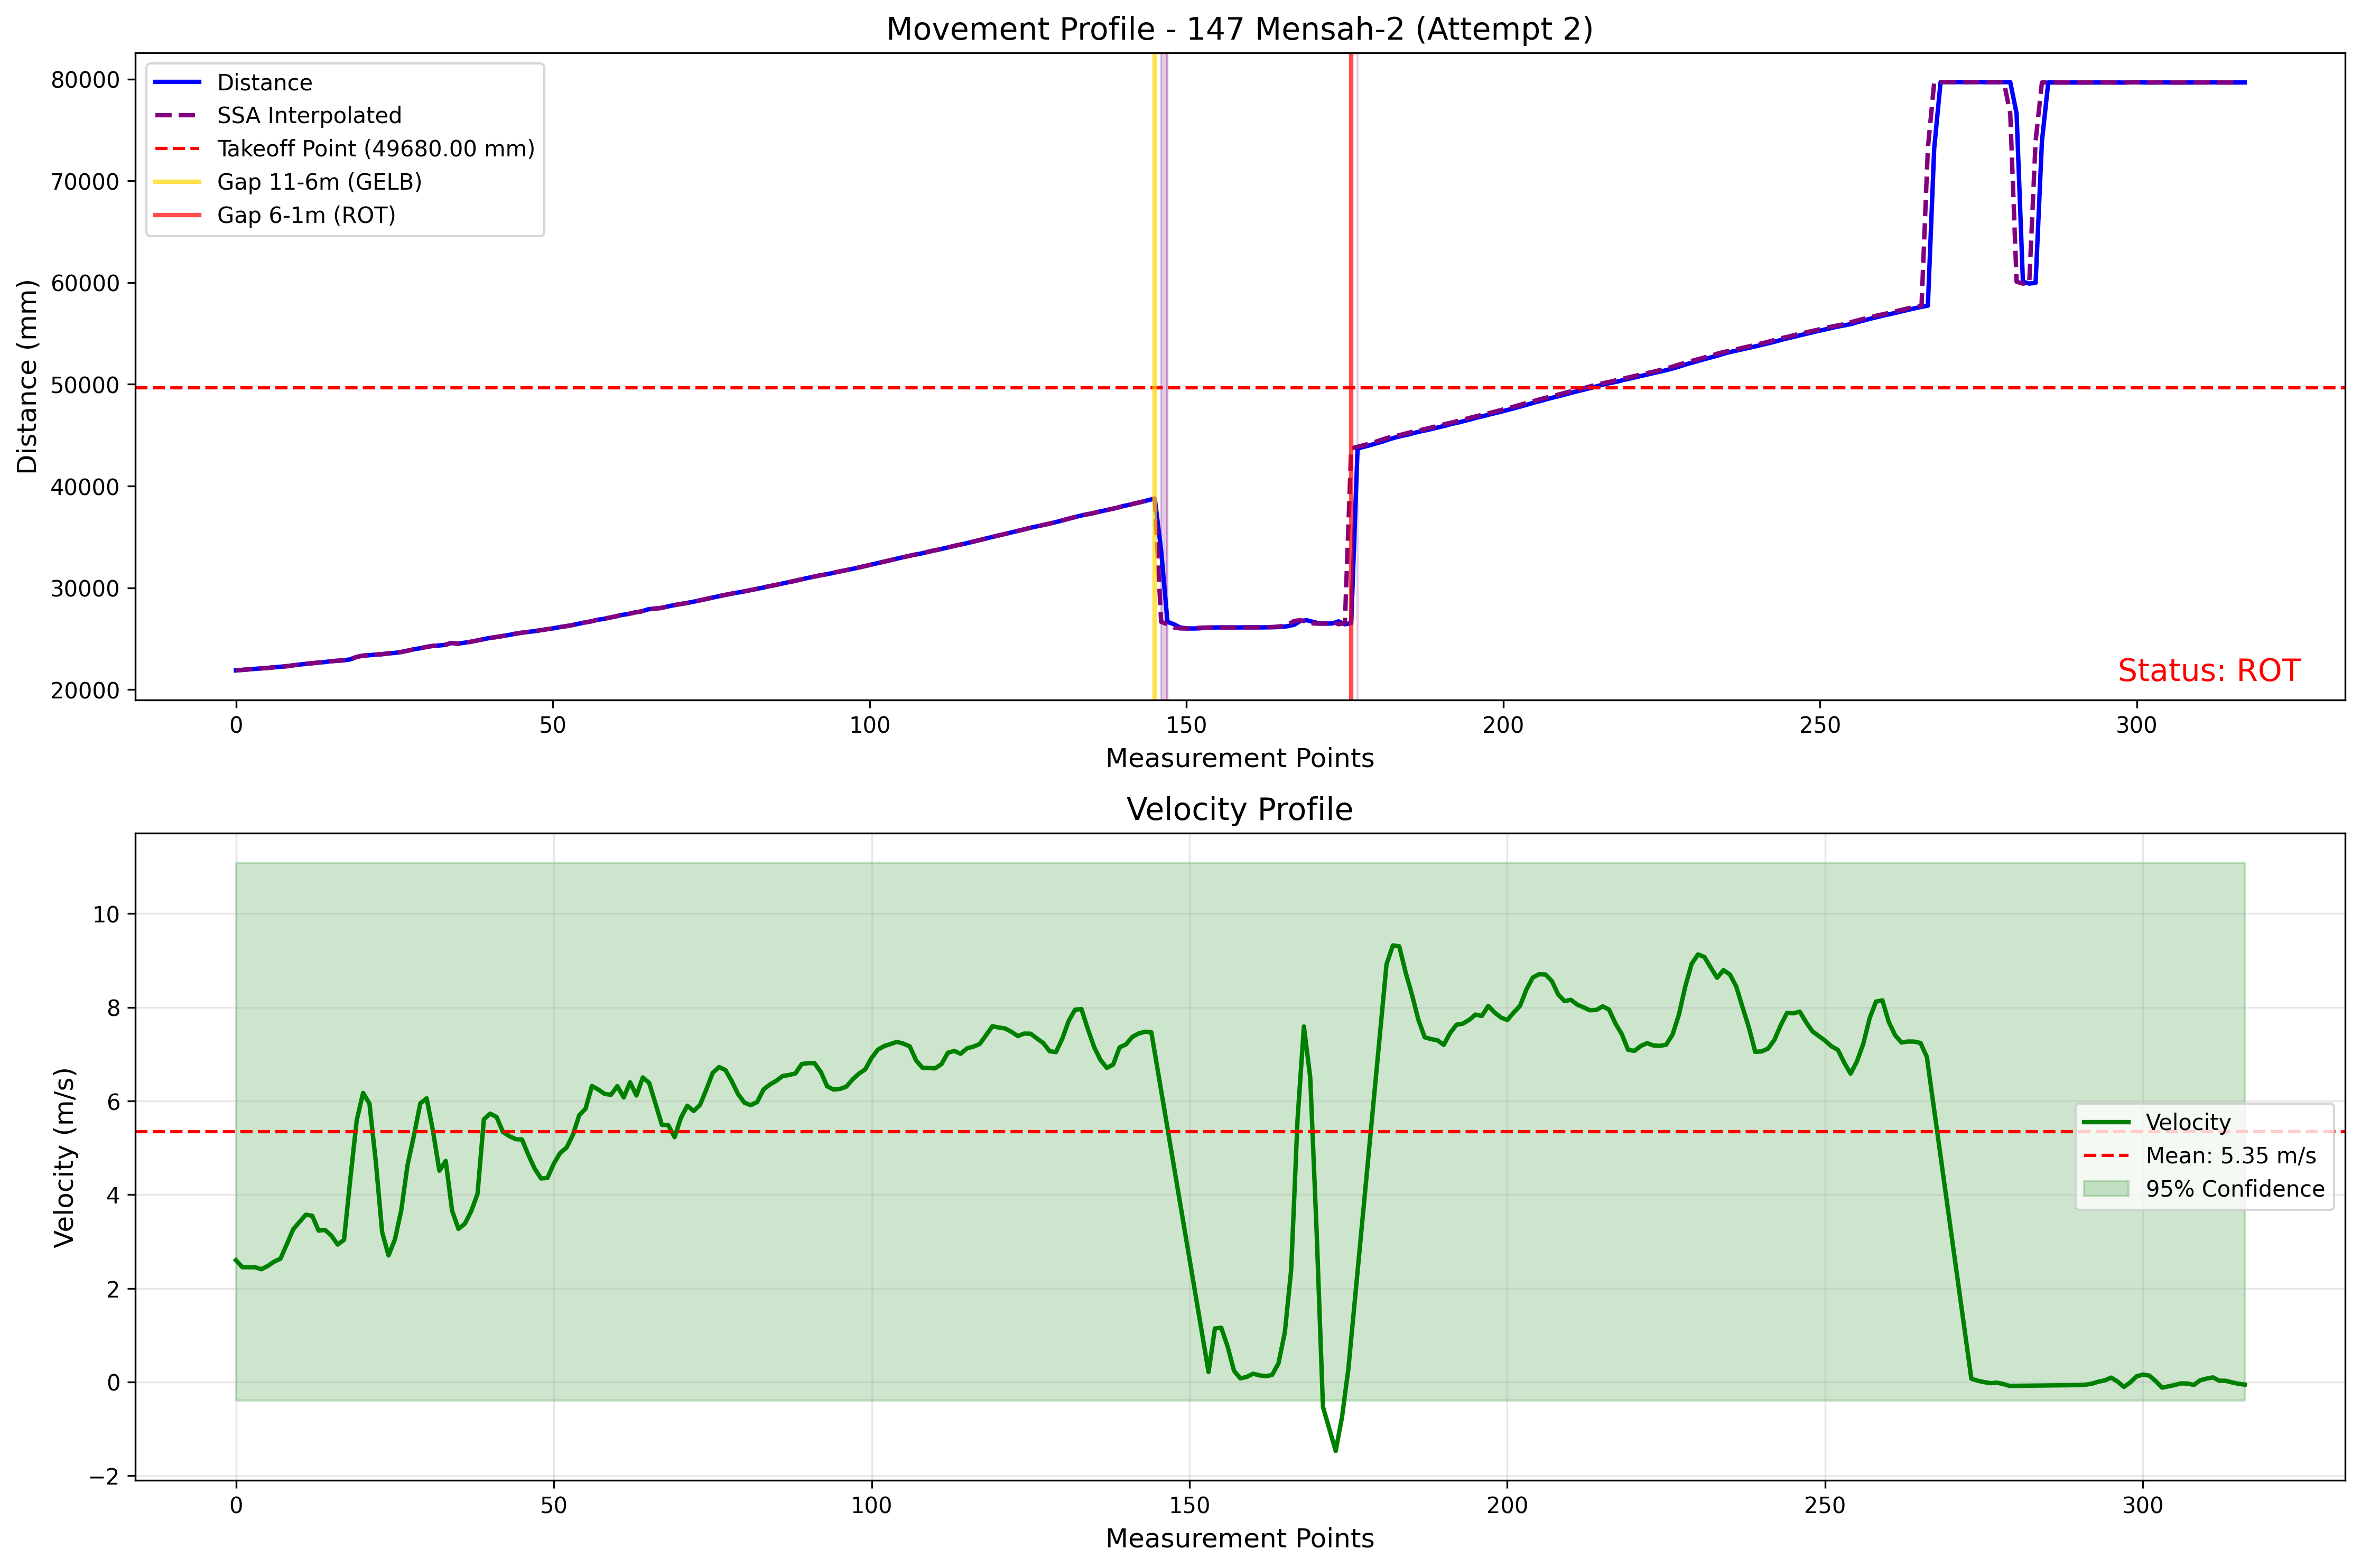 Movement Profile - 147 Mensah-2 (Attempt 2)
Distance
SSA Interpolated
Takeoff Point (49680.00 mm)
Gap 11-6m (GELB)
Gap 6-1m (ROT)
Distance (mm)
80000
70000
60000
50000
40000
30000
20000
Status: ROT
0 50 100 150 200 250 300
Measurement Points
Velocity Profile
Velocity (m/s)
10
8
6
4
2
0
−2
Velocity
Mean: 5.35 m/s
95% Confidence
0 50 100 150 200 250 300
Measurement Points